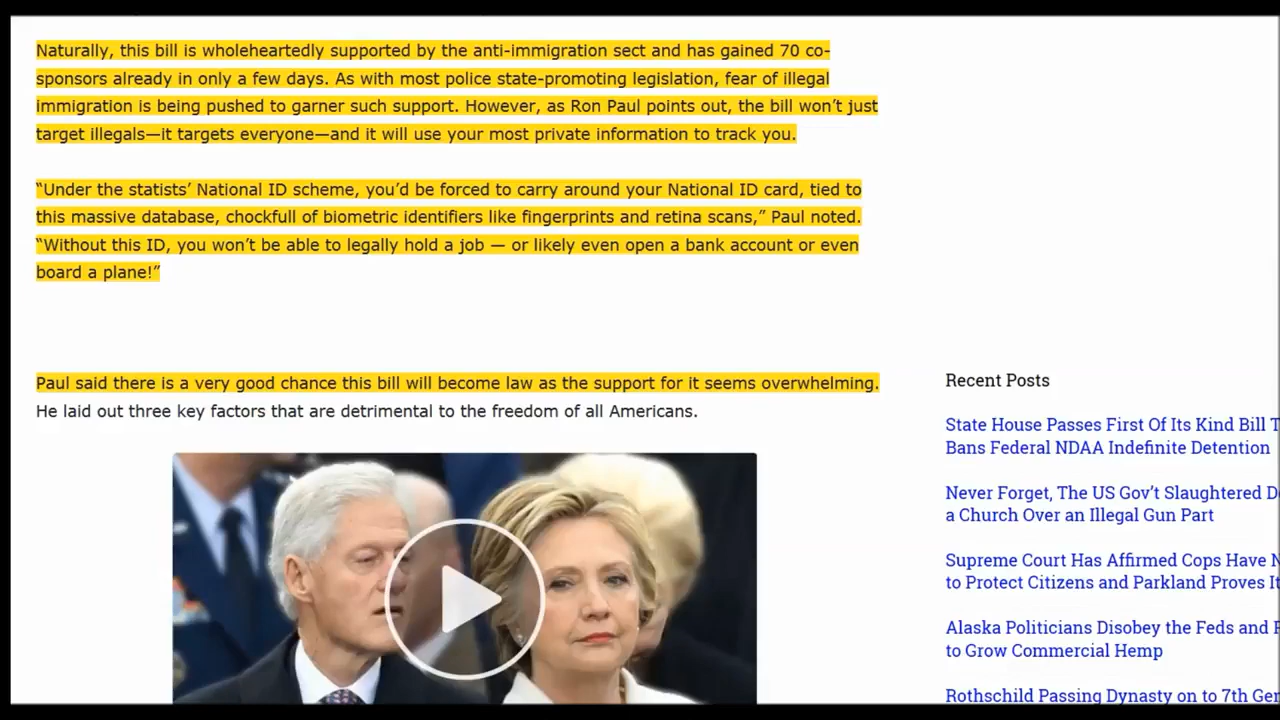 Naturally, this bill is wholeheartedly supported by the anti-immigration sect and has gained 70 co-
sponsors already in only a few days. As with most police state-promoting legislation, fear of illegal
immigration is being pushed to garner such support. However, as Ron Paul points out, the bill won’t just
target illegals—it targets everyone—and it will use your most private information to track you.
“Under the statists’ National ID scheme, you’d be forced to carry around your National ID card, tied to
this massive database, chockfull of biometric identifiers like fingerprints and retina scans,” Paul noted.
“Without this ID, you won’t be able to legally hold a job — or likely even open a bank account or even
board a plane!”
Paul said there is a very good chance this bill will become law as the support for it seems overwhelming.
He laid out three key factors that are detrimental to the freedom of all Americans.
Recent Posts
State House Passes First Of Its Kind Bill
Bans Federal NDAA Indefinite Detention
Never Forget, The US Gov’t Slaughtered
a Church Over an Illegal Gun Part
Supreme Court Has Affirmed Cops Have
to Protect Citizens and Parkland Proves
Alaska Politicians Disobey the Feds and
to Grow Commercial Hemp
Rothschild Passing Dynasty on to 7th